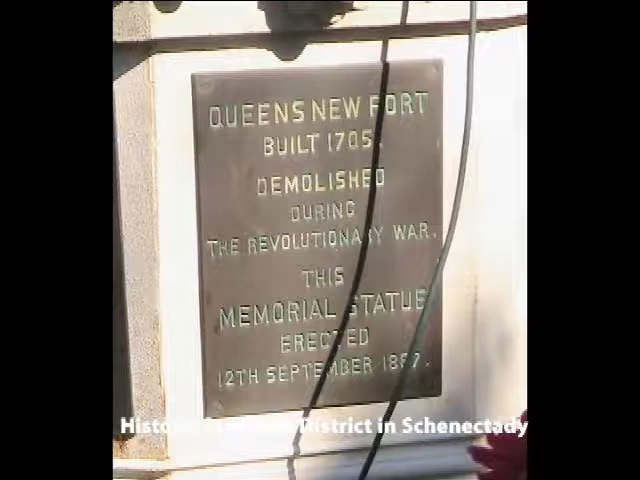 QUEENS NEW FORT
BUILT 1705.
DEMOLISHED
DURING
THE REVOLUTIONARY WAR.
THIS
MEMORIAL STATUE
ERECTED
12TH SEPTEMBER 1887.
District in Schenectady